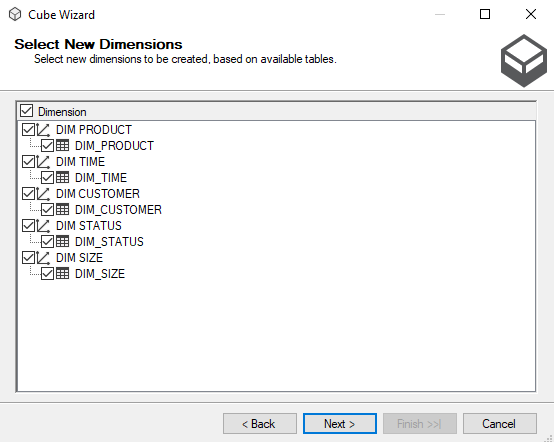 Cube Wizard
Select New Dimensions
Select new dimensions to be created, based on available tables.
Dimension
DIM PRODUCT
DIM_PRODUCT
DIM TIME
DIM_TIME
DIM CUSTOMER
DIM_CUSTOMER
DIM STATUS
DIM_STATUS
DIM SIZE
DIM_SIZE
< Back
Next >
Finish >>|
Cancel